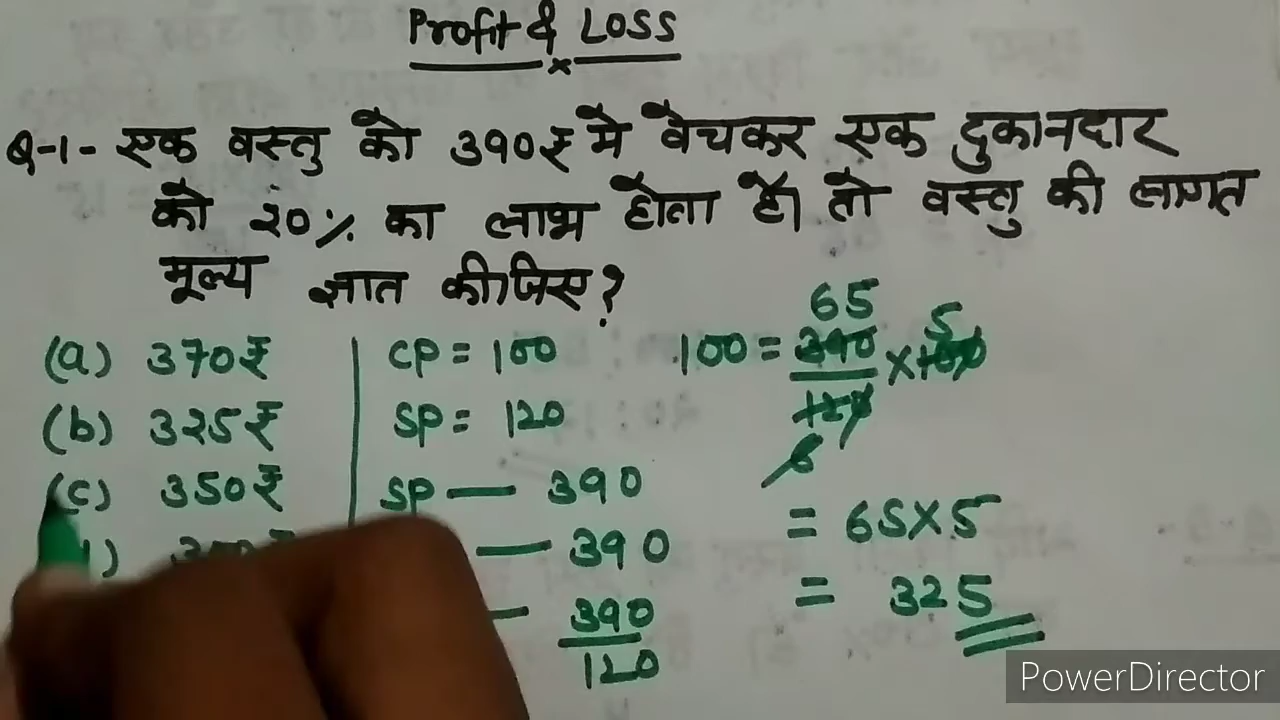 Profit & LOSS
Q-1- एक वस्तु को 390₹ मे वेचकर एक दुकानदार
को 20% का लाभ होता है। तो वस्तु की लागत
मूल्य ज्ञात कीजिए?
(a) 370₹
(b) 325₹
(c) 350₹
CP = 100
SP = 120
SP — 390
— 390
— 390
120
65 5
100 = 390 × 100
120
6
= 65×5
= 325
PowerDirector